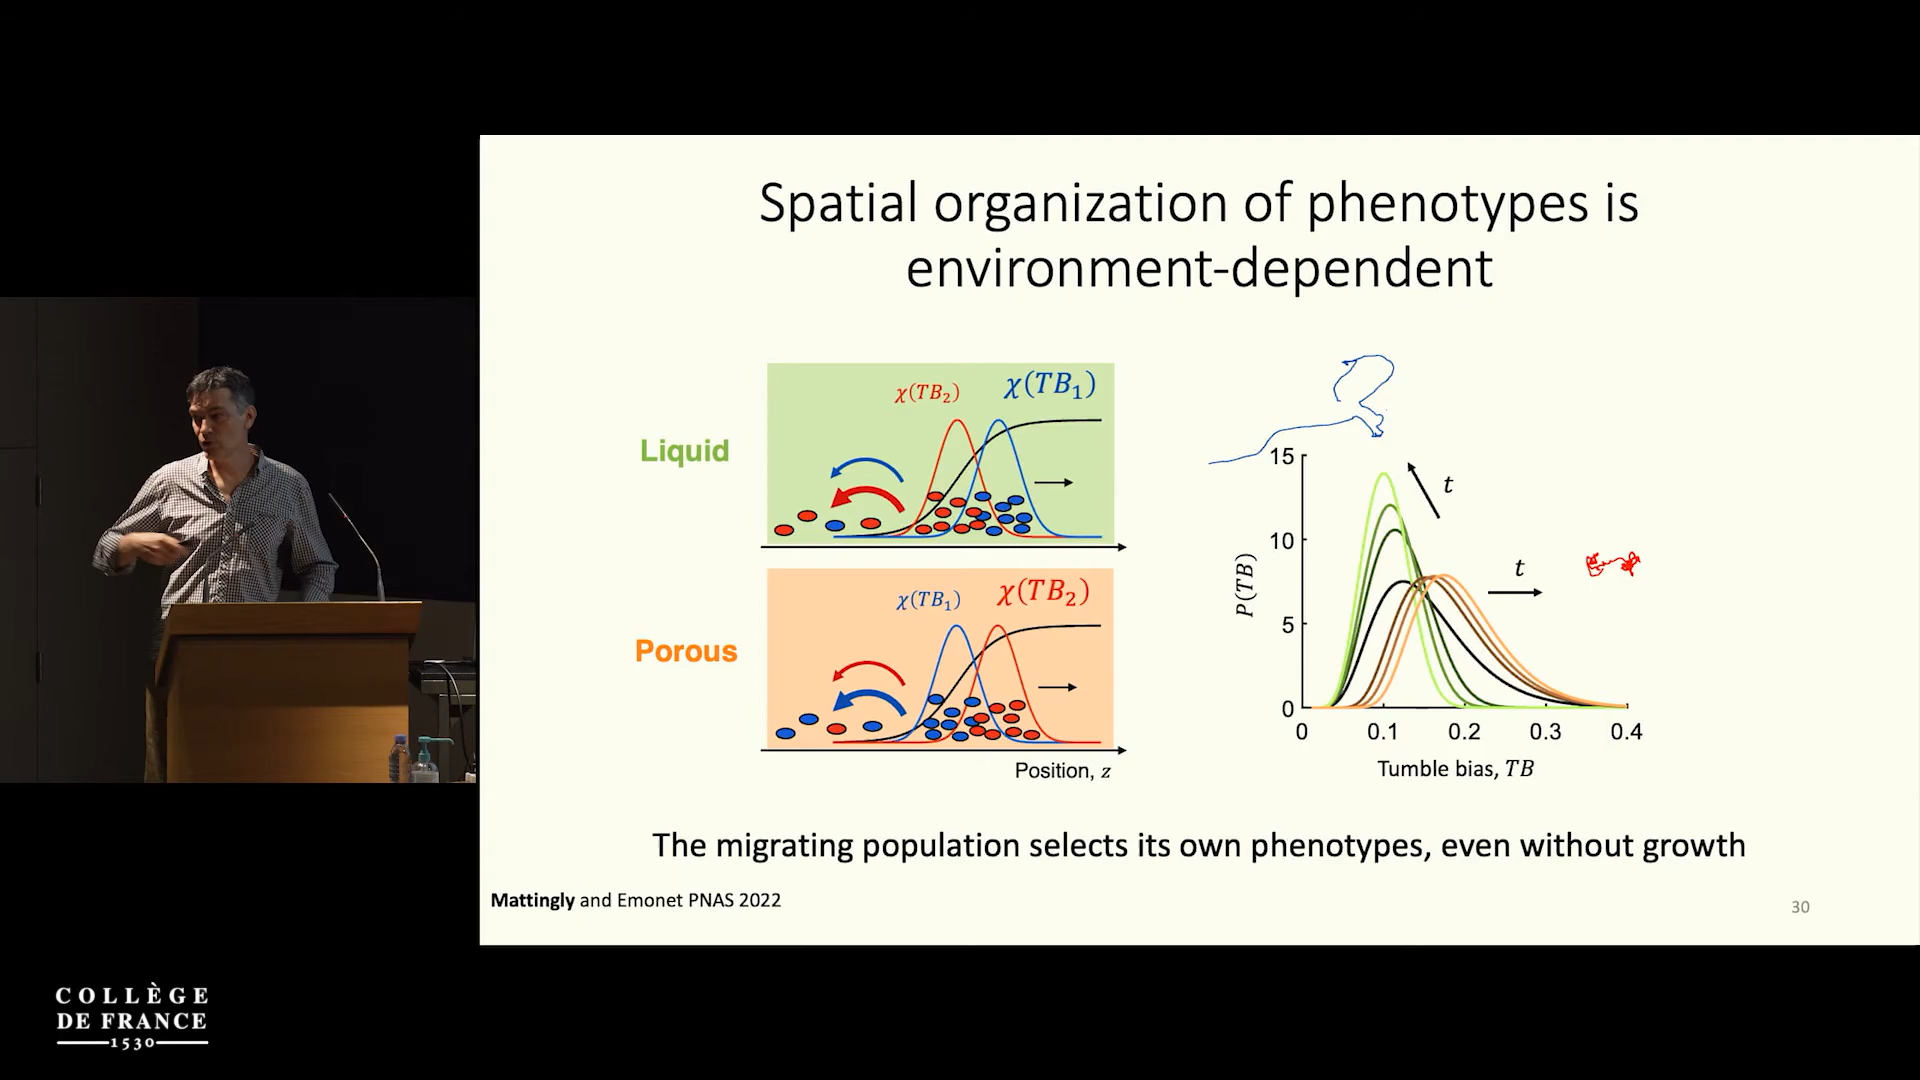 Spatial organization of phenotypes is
environment-dependent
Liquid
χ(TB₂)
χ(TB₁)
Porous
χ(TB₁)
χ(TB₂)
Position, z
15
10
5
0
P(TB)
t
t
0 0.1 0.2 0.3 0.4
Tumble bias, TB
The migrating population selects its own phenotypes, even without growth
Mattingly and Emonet PNAS 2022
30
COLLÈGE
DE FRANCE
1530